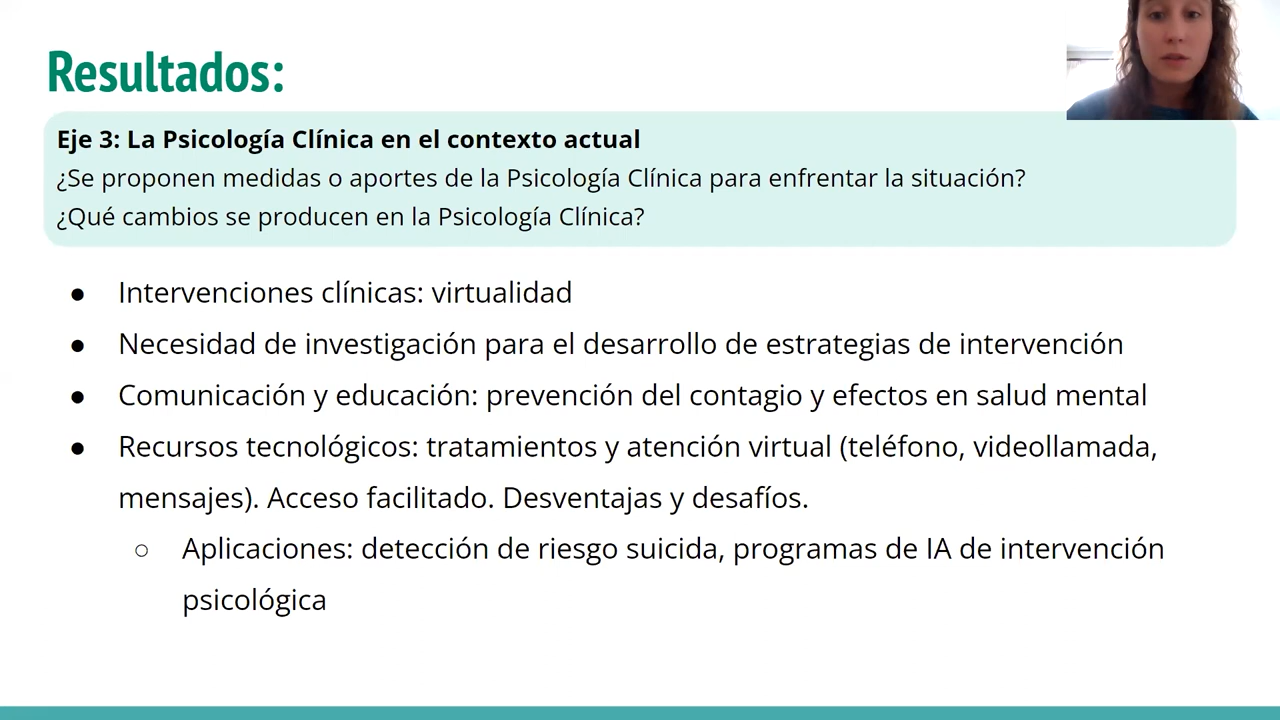 Resultados:
Eje 3: La Psicología Clínica en el contexto actual
¿Se proponen medidas o aportes de la Psicología Clínica para enfrentar la situación?
¿Qué cambios se producen en la Psicología Clínica?
● Intervenciones clínicas: virtualidad
● Necesidad de investigación para el desarrollo de estrategias de intervención
● Comunicación y educación: prevención del contagio y efectos en salud mental
● Recursos tecnológicos: tratamientos y atención virtual (teléfono, videollamada,
mensajes). Acceso facilitado. Desventajas y desafíos.
○ Aplicaciones: detección de riesgo suicida, programas de IA de intervención
psicológica